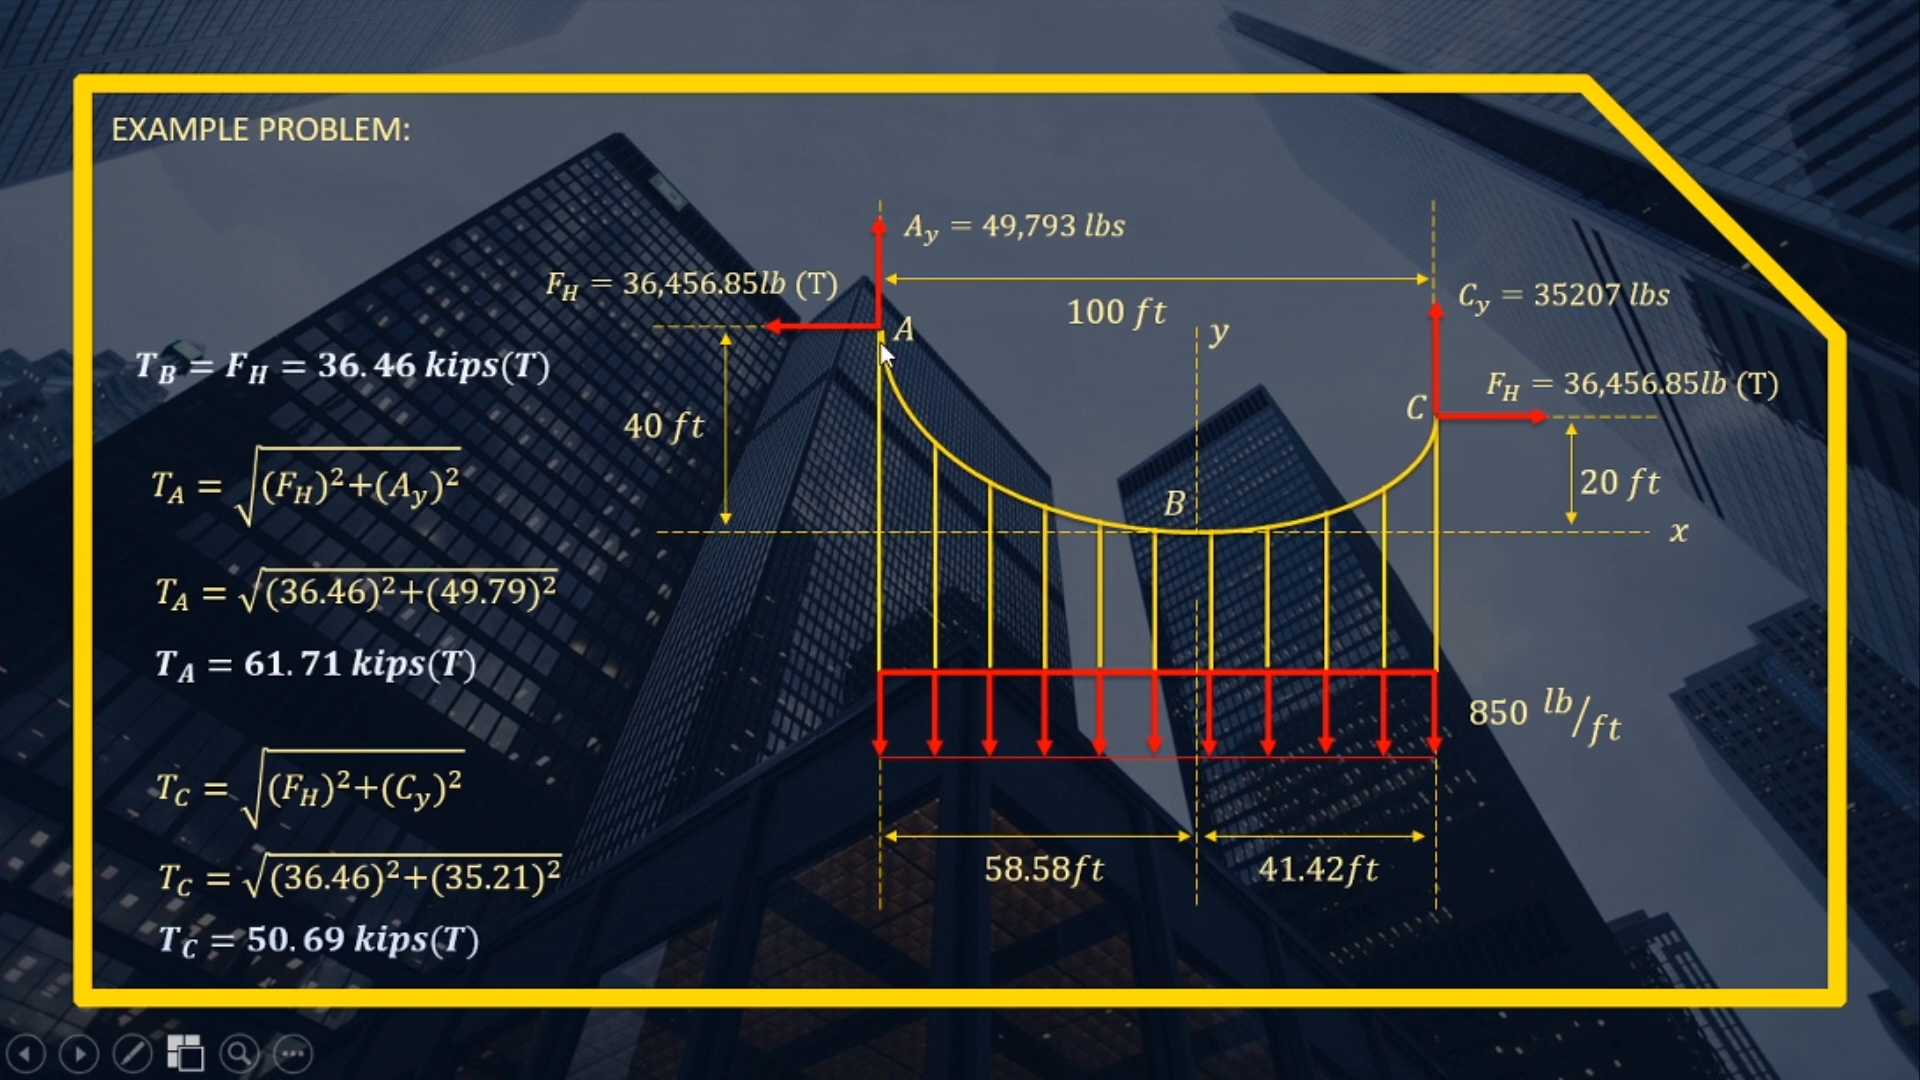 EXAMPLE PROBLEM:
A_y = 49,793 lbs
F_H = 36,456.85lb (T)
100 ft
C_y = 35207 lbs
A
y
T_B = F_H = 36.46 kips(T)
F_H = 36,456.85lb (T)
C
40 ft
T_A = √(F_H)²+(A_y)²
20 ft
B
x
T_A = √(36.46)²+(49.79)²
T_A = 61.71 kips(T)
850 lb/ft
T_C = √(F_H)²+(C_y)²
58.58ft
41.42ft
T_C = √(36.46)²+(35.21)²
T_C = 50.69 kips(T)